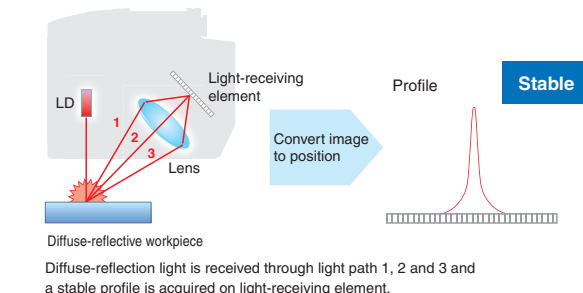 Light-receiving
element
LD
1
2
3
Lens
Convert image
to position
Profile
Stable
Diffuse-reflective workpiece
Diffuse-reflection light is received through light path 1, 2 and 3 and
a stable profile is acquired on light-receiving element.